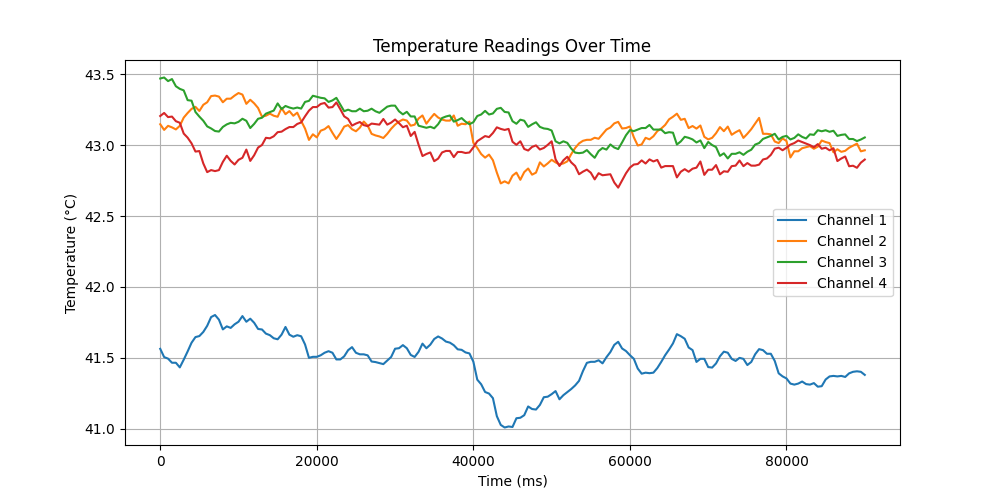 Temperature Readings Over Time
Temperature (°C)
43.5
43.0
42.5
42.0
41.5
41.0
Channel 1
Channel 2
Channel 3
Channel 4
0 20000 40000 60000 80000
Time (ms)